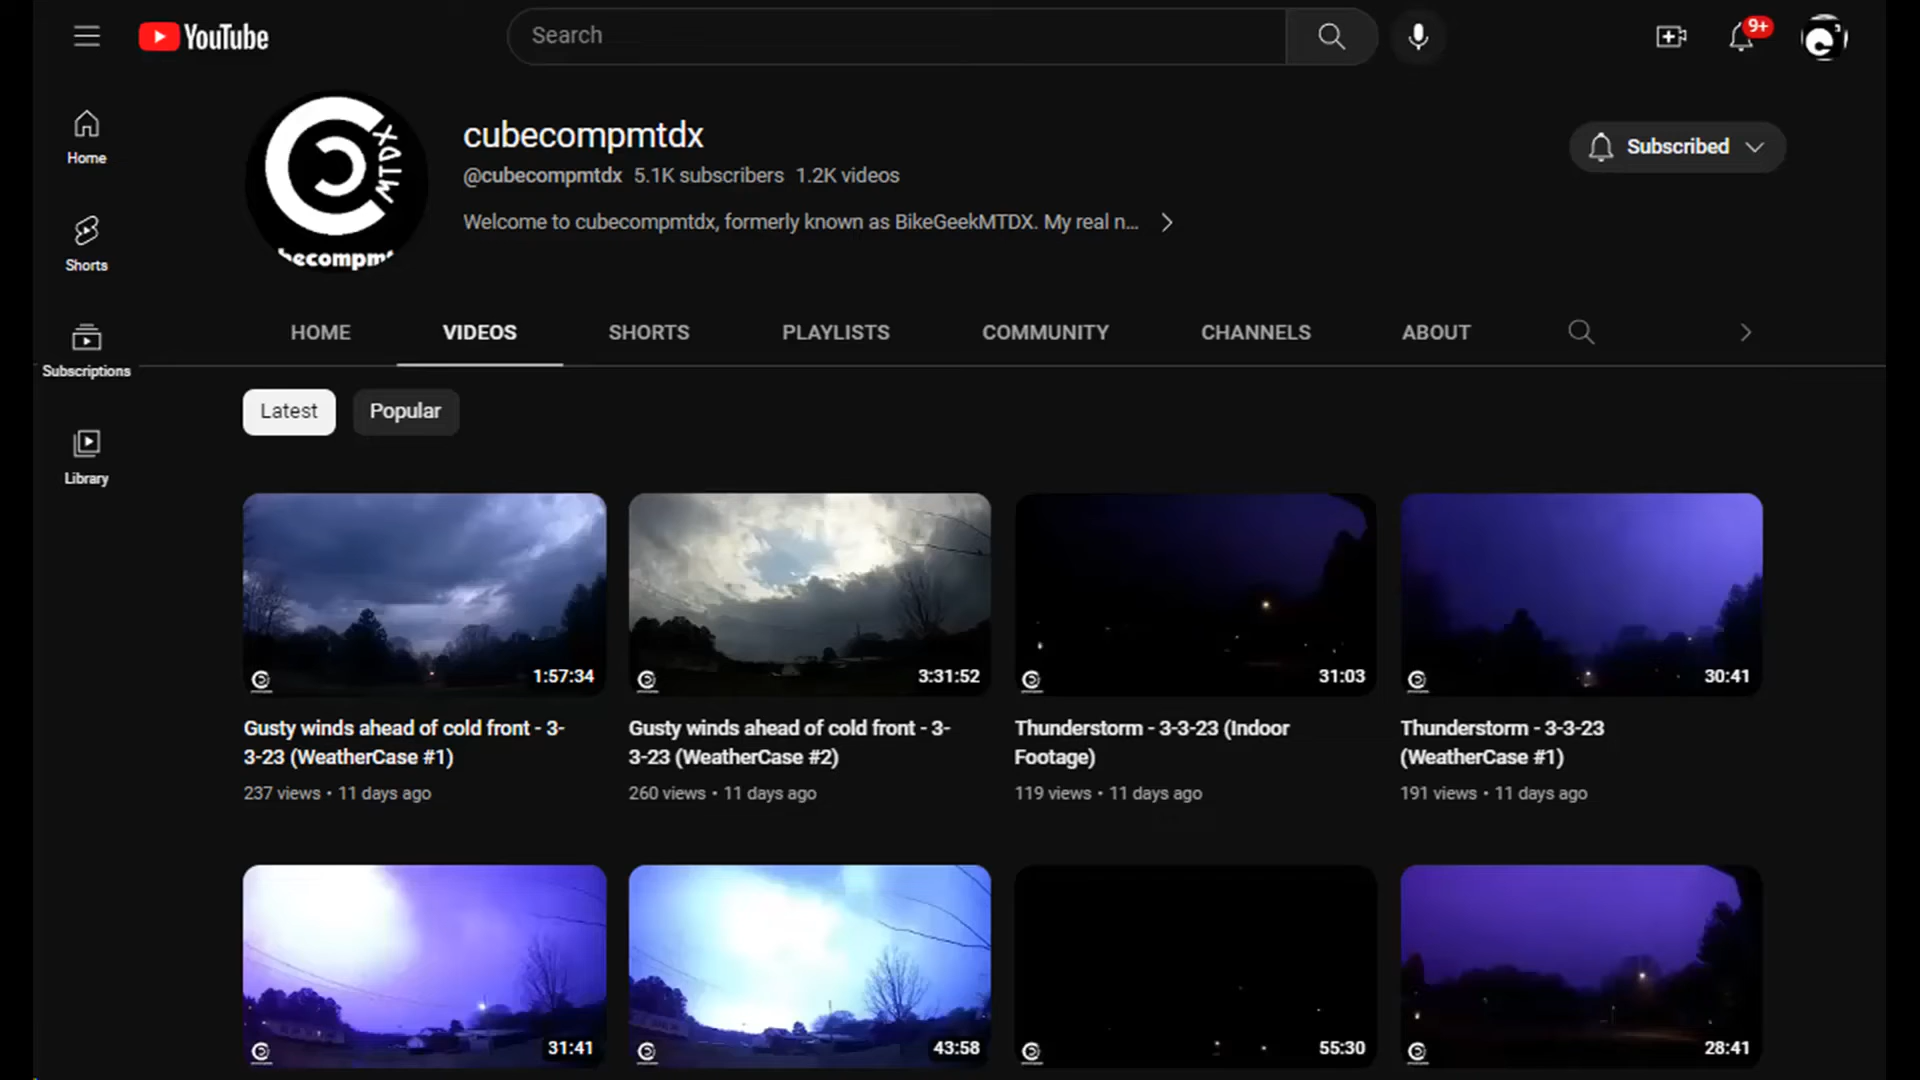 YouTube
Search
9+
Home
Shorts
Subscriptions
Library
MTDX
becompm
cubecompmtdx
@cubecompmtdx 5.1K subscribers 1.2K videos
Welcome to cubecompmtdx, formerly known as BikeGeekMTDX. My real n...
Subscribed
HOME VIDEOS SHORTS PLAYLISTS COMMUNITY CHANNELS ABOUT
Latest Popular
1:57:34
3:31:52
31:03
30:41
Gusty winds ahead of cold front - 3-
3-23 (WeatherCase #1)
237 views • 11 days ago
Gusty winds ahead of cold front - 3-
3-23 (WeatherCase #2)
260 views • 11 days ago
Thunderstorm - 3-3-23 (Indoor
Footage)
119 views • 11 days ago
Thunderstorm - 3-3-23
(WeatherCase #1)
191 views • 11 days ago
31:41
43:58
55:30
28:41